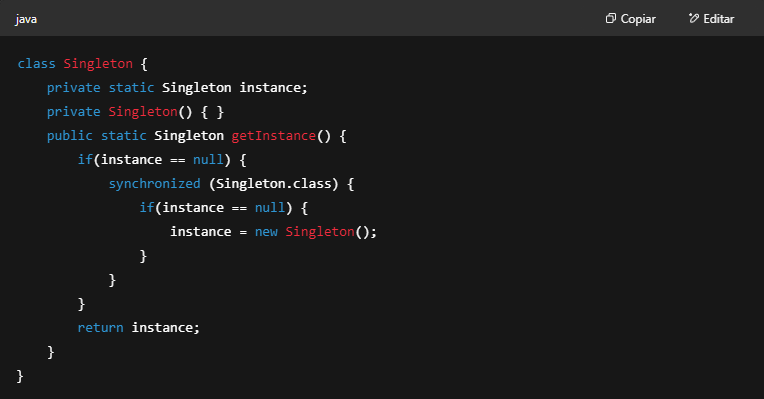 java Copiar Editar
class Singleton {
    private static Singleton instance;
    private Singleton() { }
    public static Singleton getInstance() {
        if(instance == null) {
            synchronized (Singleton.class) {
                if(instance == null) {
                    instance = new Singleton();
                }
            }
        }
        return instance;
    }
}